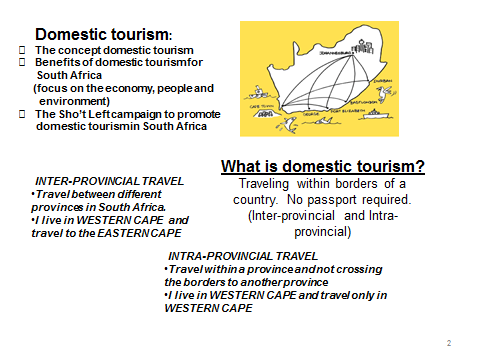 Domestic tourism:
The concept domestic tourism
Benefits of domestic tourismfor
South Africa
(focus on the economy, people and
environment)
The Sho't Left campaign to promote
domestic tourism in South Africa
JOHANNESBURG
DURBAN
EAST LONDON
PORT ELIZABETH
GEORGE
CAPE TOWN
What is domestic tourism?
Traveling within borders of a
country. No passport required.
(Inter-provincial and Intra-
provincial)
INTER-PROVINCIAL TRAVEL
•Travel between different
provinces in South Africa.
•I live in WESTERN CAPE and
travel to the EASTERN CAPE
INTRA-PROVINCIAL TRAVEL
•Travel within a province and not crossing
the borders to another province
•I live in WESTERN CAPE and travel only in
WESTERN CAPE
2